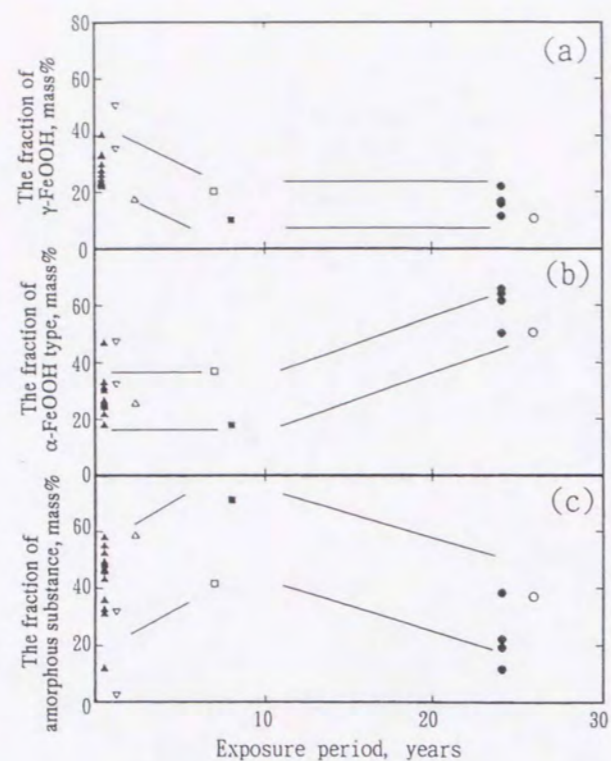 80
(a)
The fraction of
γ-FeOOH, mass%
60
40
20
0
(b)
The fraction of
α-FeOOH type, mass%
60
40
20
0
(c)
The fraction of
amorphous substance, mass%
60
40
20
0
0
10
20
30
Exposure period, years